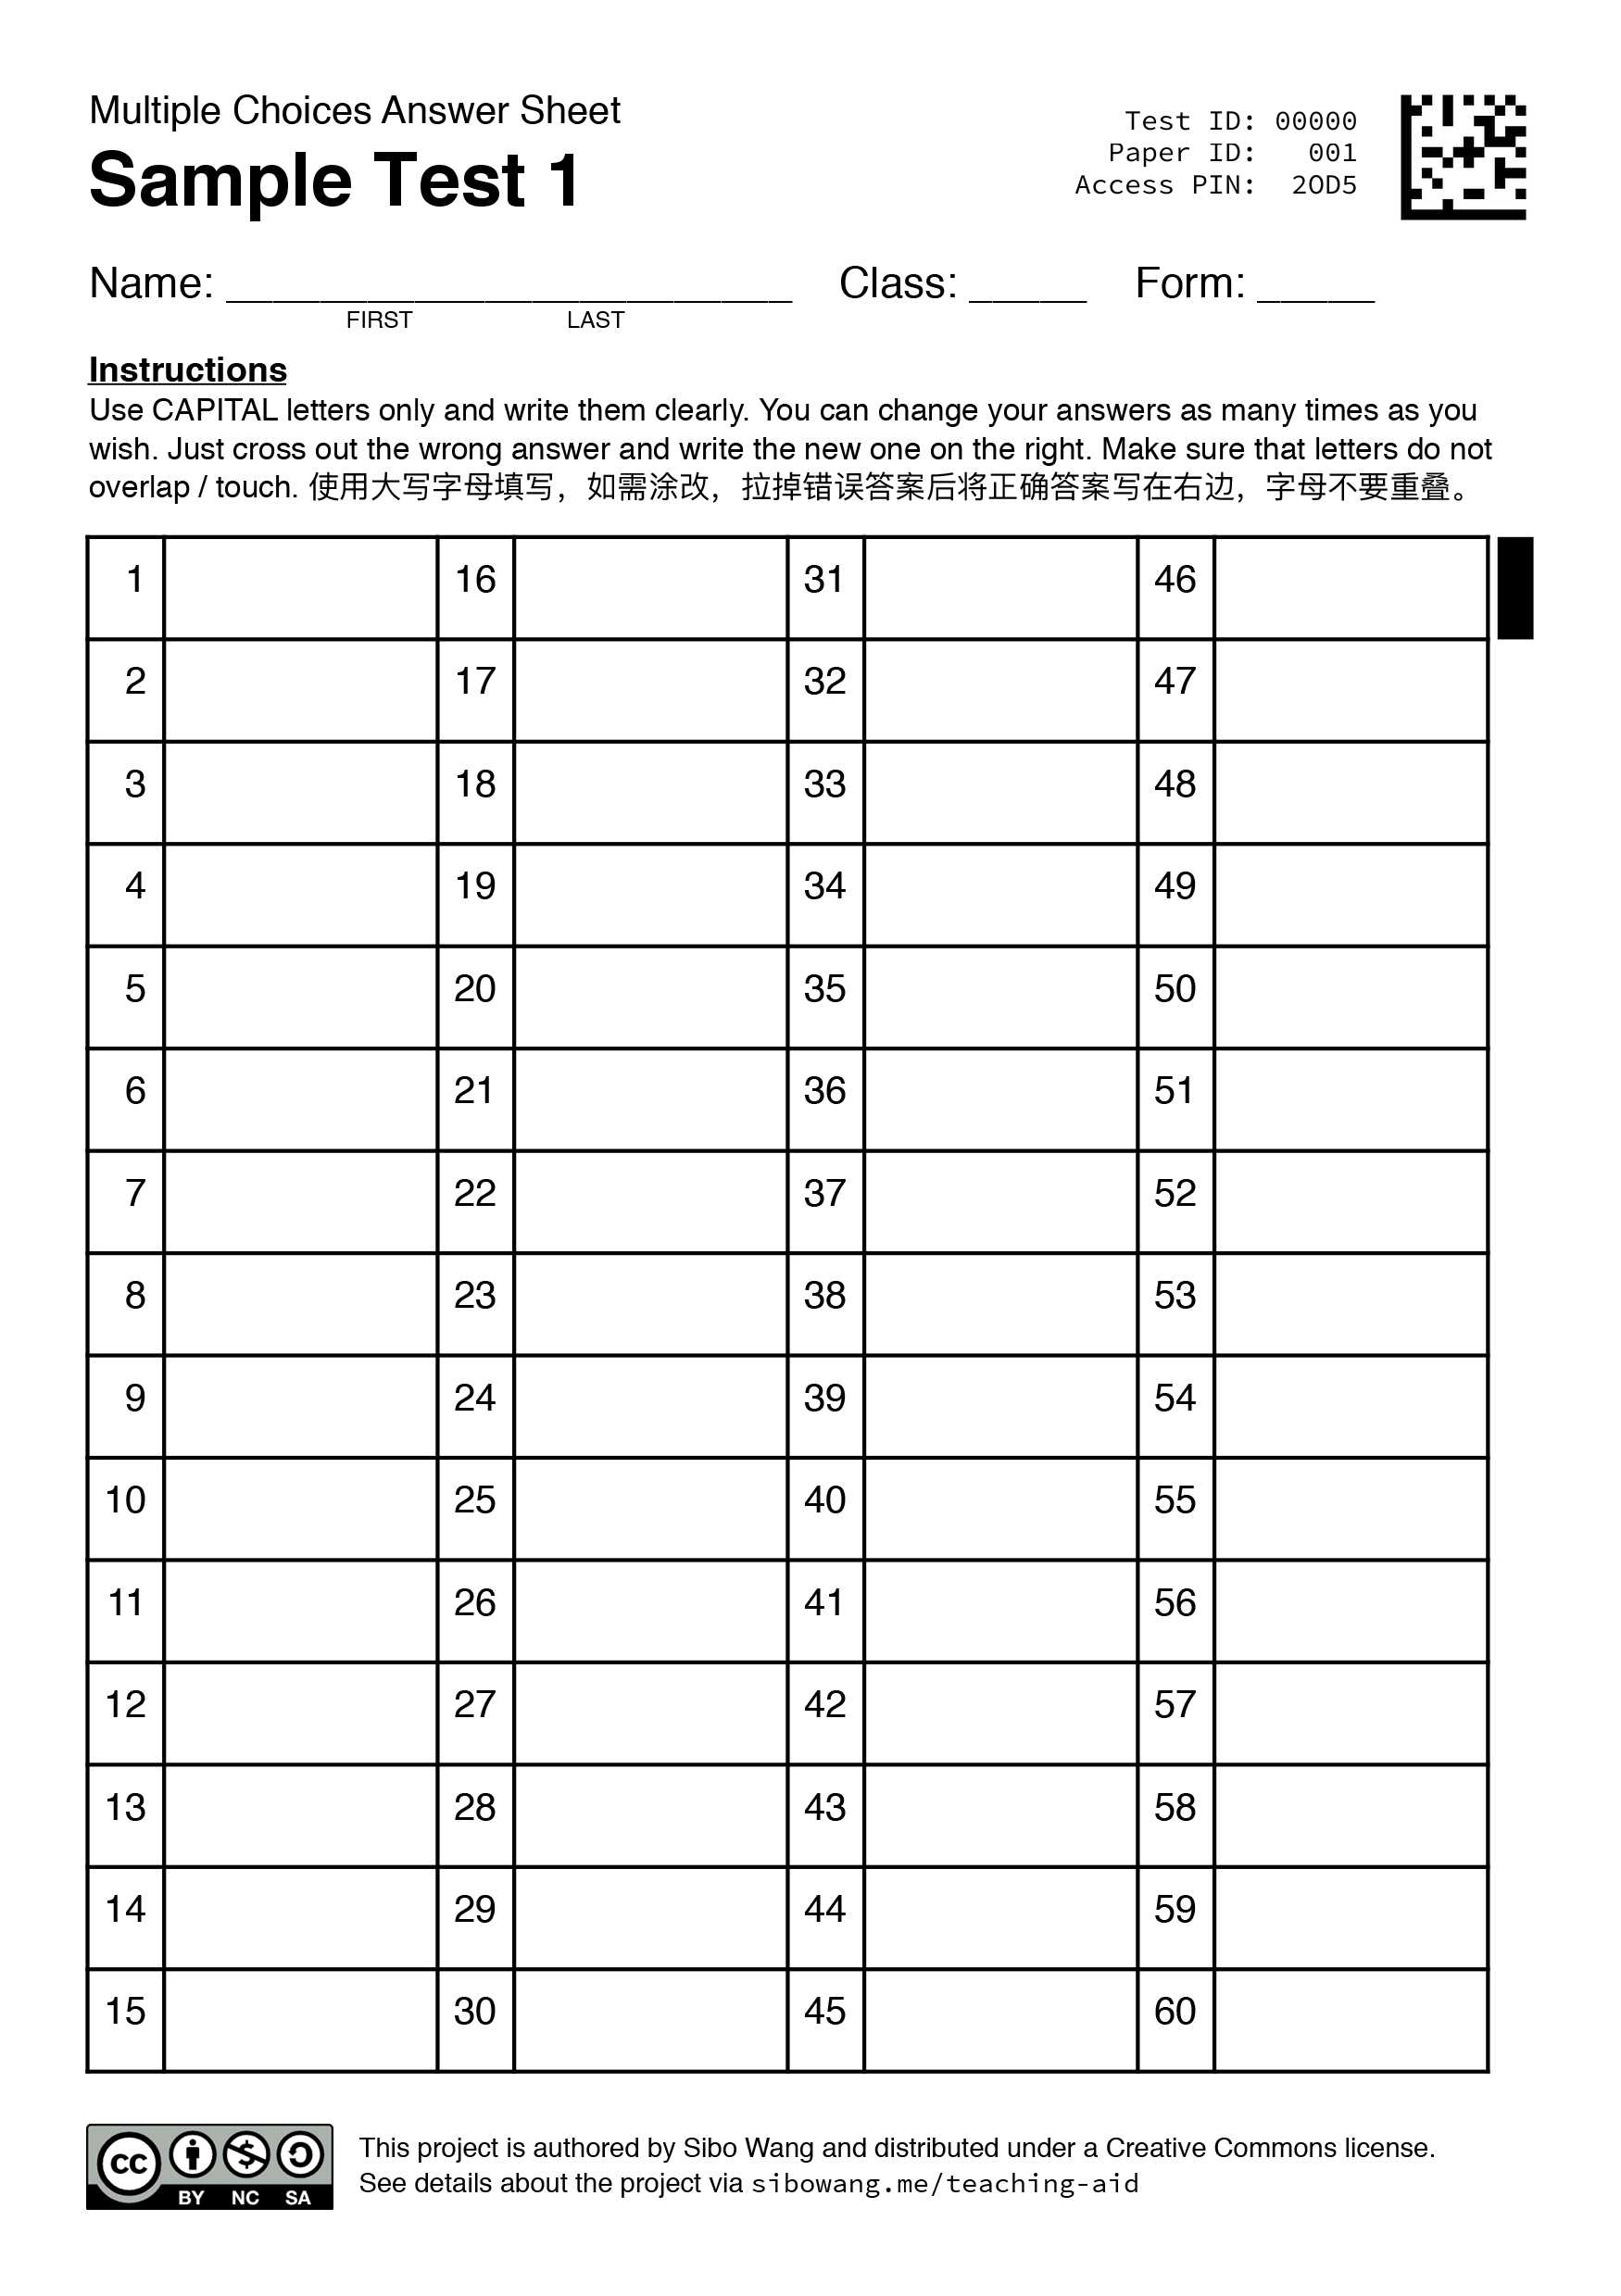 Multiple Choices Answer Sheet
Sample Test 1
Test ID: 00000
Paper ID: 001
Access PIN: 2OD5
Name: ________________________ Class: _____ Form: _____
FIRST LAST
Instructions
Use CAPITAL letters only and write them clearly. You can change your answers as many times as you
wish. Just cross out the wrong answer and write the new one on the right. Make sure that letters do not
overlap / touch. 使用大写字母填写，如需涂改，拉掉错误答案后将正确答案写在右边，字母不要重叠。
1 16 31 46
2 17 32 47
3 18 33 48
4 19 34 49
5 20 35 50
6 21 36 51
7 22 37 52
8 23 38 53
9 24 39 54
10 25 40 55
11 26 41 56
12 27 42 57
13 28 43 58
14 29 44 59
15 30 45 60
cc BY NC SA
This project is authored by Sibo Wang and distributed under a Creative Commons license.
See details about the project via sibowang.me/teaching-aid